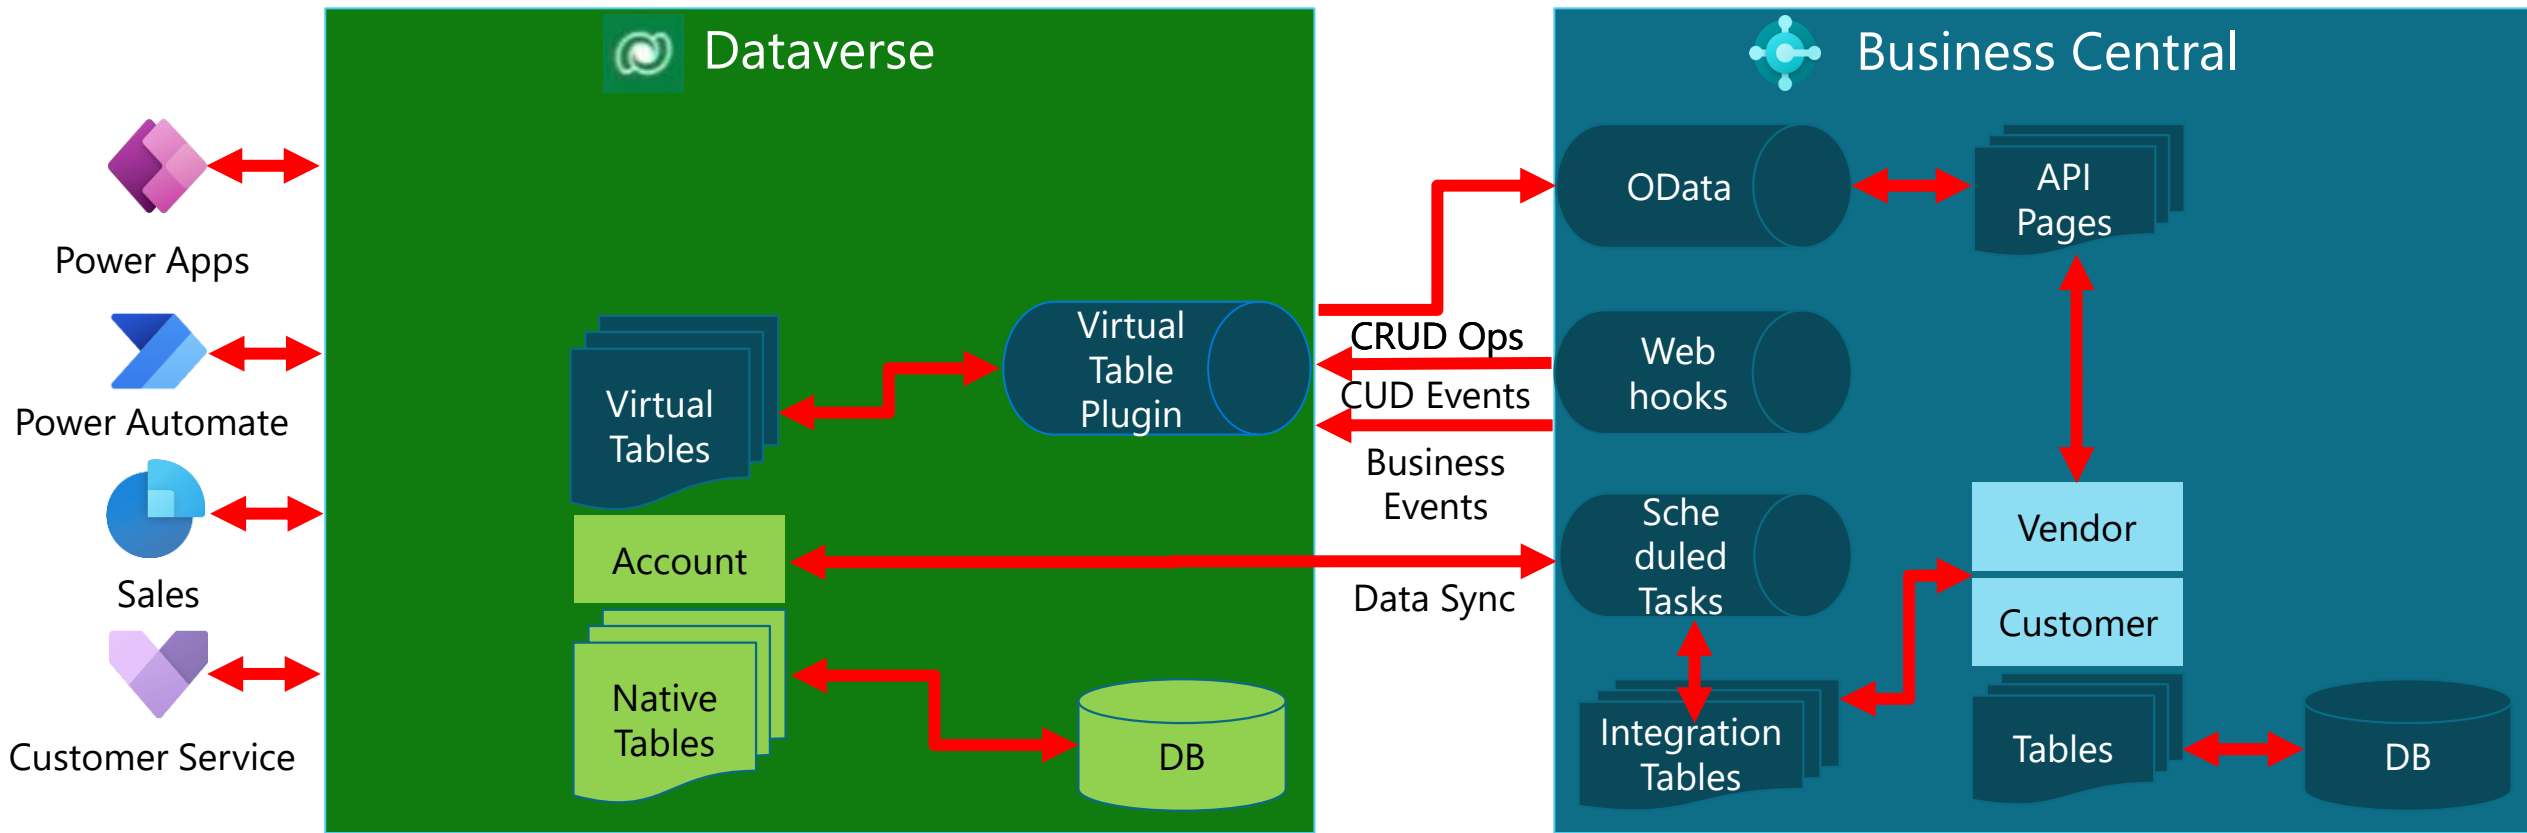 Dataverse
Business Central
Power Apps
Power Automate
Sales
Customer Service
Virtual
Tables
Virtual
Table
Plugin
Account
Native
Tables
DB
CRUD Ops
CUD Events
Business
Events
Data Sync
OData
API
Pages
Web
hooks
Sche
duled
Tasks
Vendor
Customer
Integration
Tables
Tables
DB